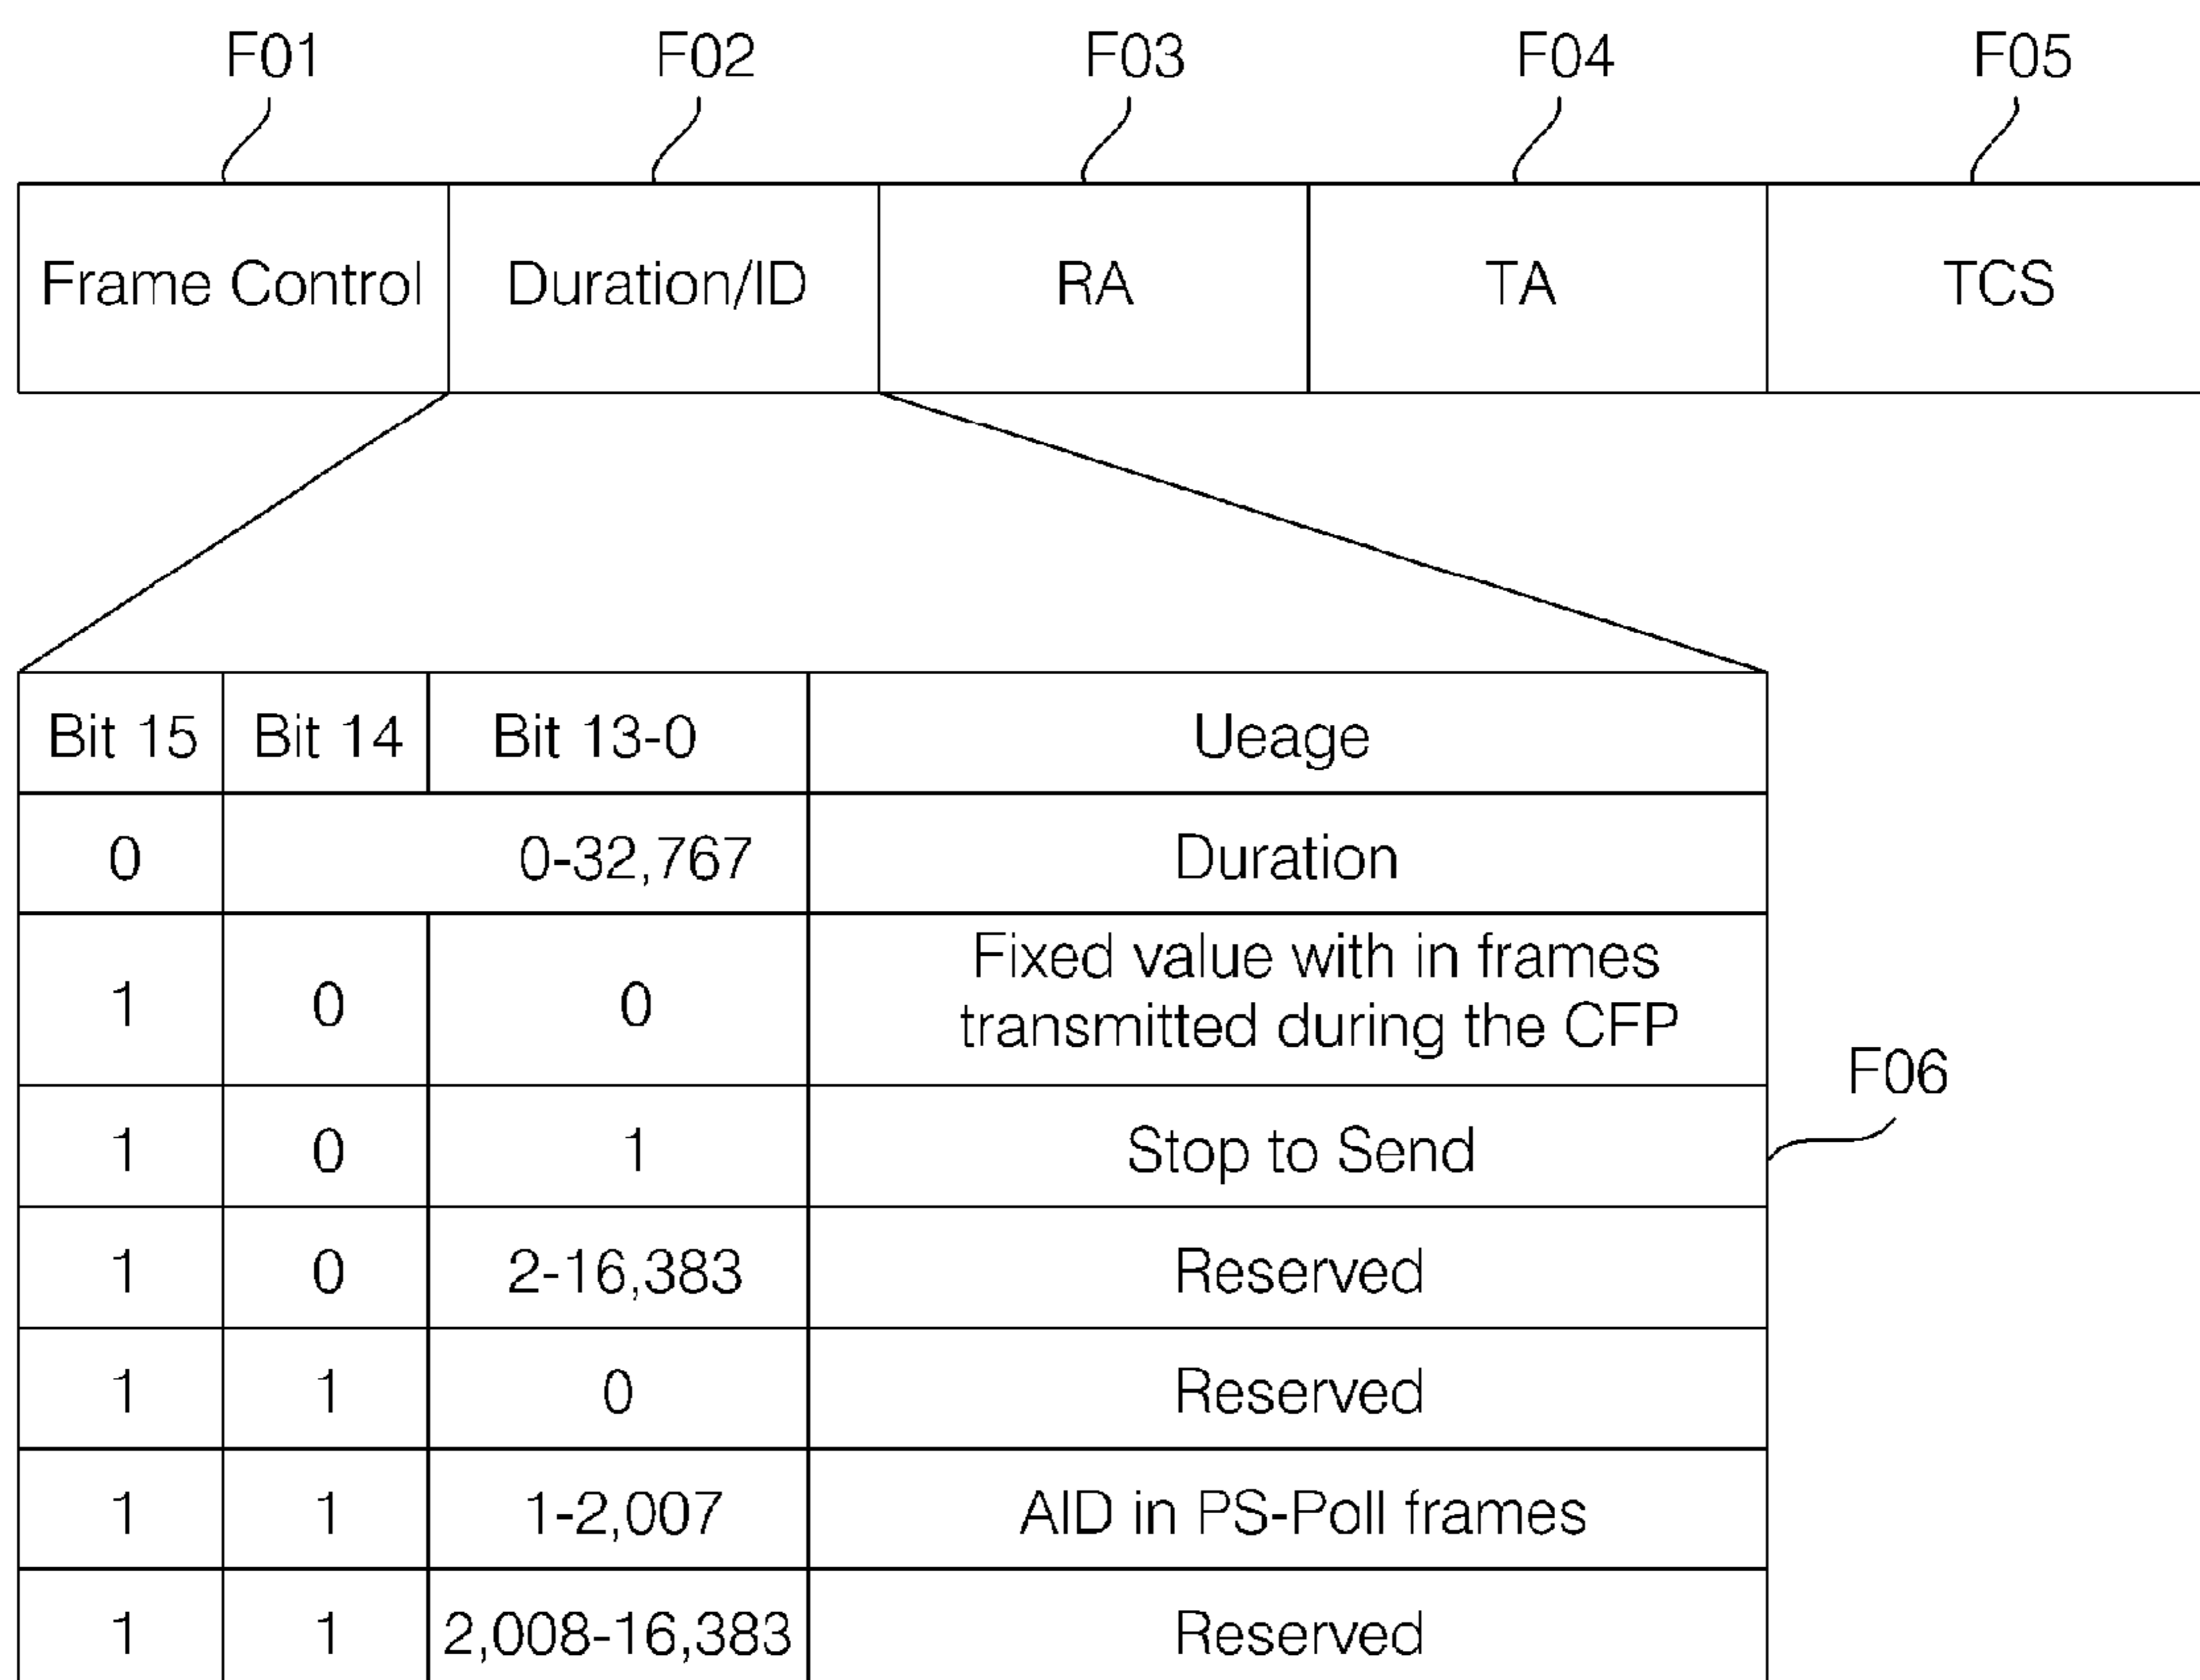 F01 F02 F03 F04 F05
Frame Control Duration/ID RA TA TCS
Bit 15 Bit 14 Bit 13-0 Ueage
0 0-32,767 Duration
1 0 0 Fixed value with in frames
transmitted during the CFP
F06
1 0 1 Stop to Send
1 0 2-16,383 Reserved
1 1 0 Reserved
1 1 1-2,007 AID in PS-Poll frames
1 1 2,008-16,383 Reserved